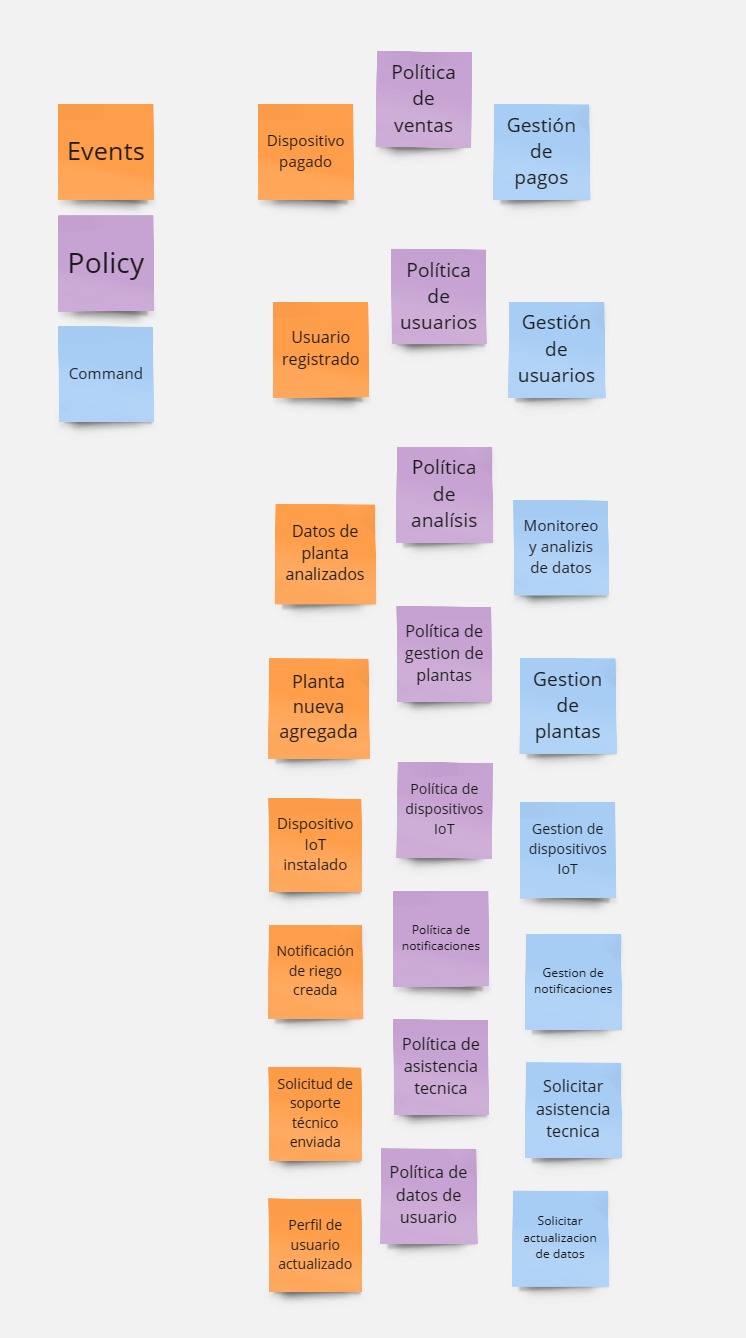 Events
Policy
Command
Dispositivo
pagado
Política
de
ventas
Gestión
de
pagos
Usuario
registrado
Política
de
usuarios
Gestión
de
usuarios
Datos de
planta
analizados
Política
de
analísis
Monitoreo
y analizis
de datos
Planta
nueva
agregada
Política de
gestion de
plantas
Gestion
de
plantas
Dispositivo
IoT
instalado
Política de
dispositivos
IoT
Gestion de
dispositivos
IoT
Notificación
de riego
creada
Política de
notificaciones
Gestion de
notificaciones
Solicitud de
soporte
técnico
enviada
Política de
asistencia
tecnica
Solicitar
asistencia
tecnica
Perfil de
usuario
actualizado
Política de
datos de
usuario
Solicitar
actualizacion
de datos